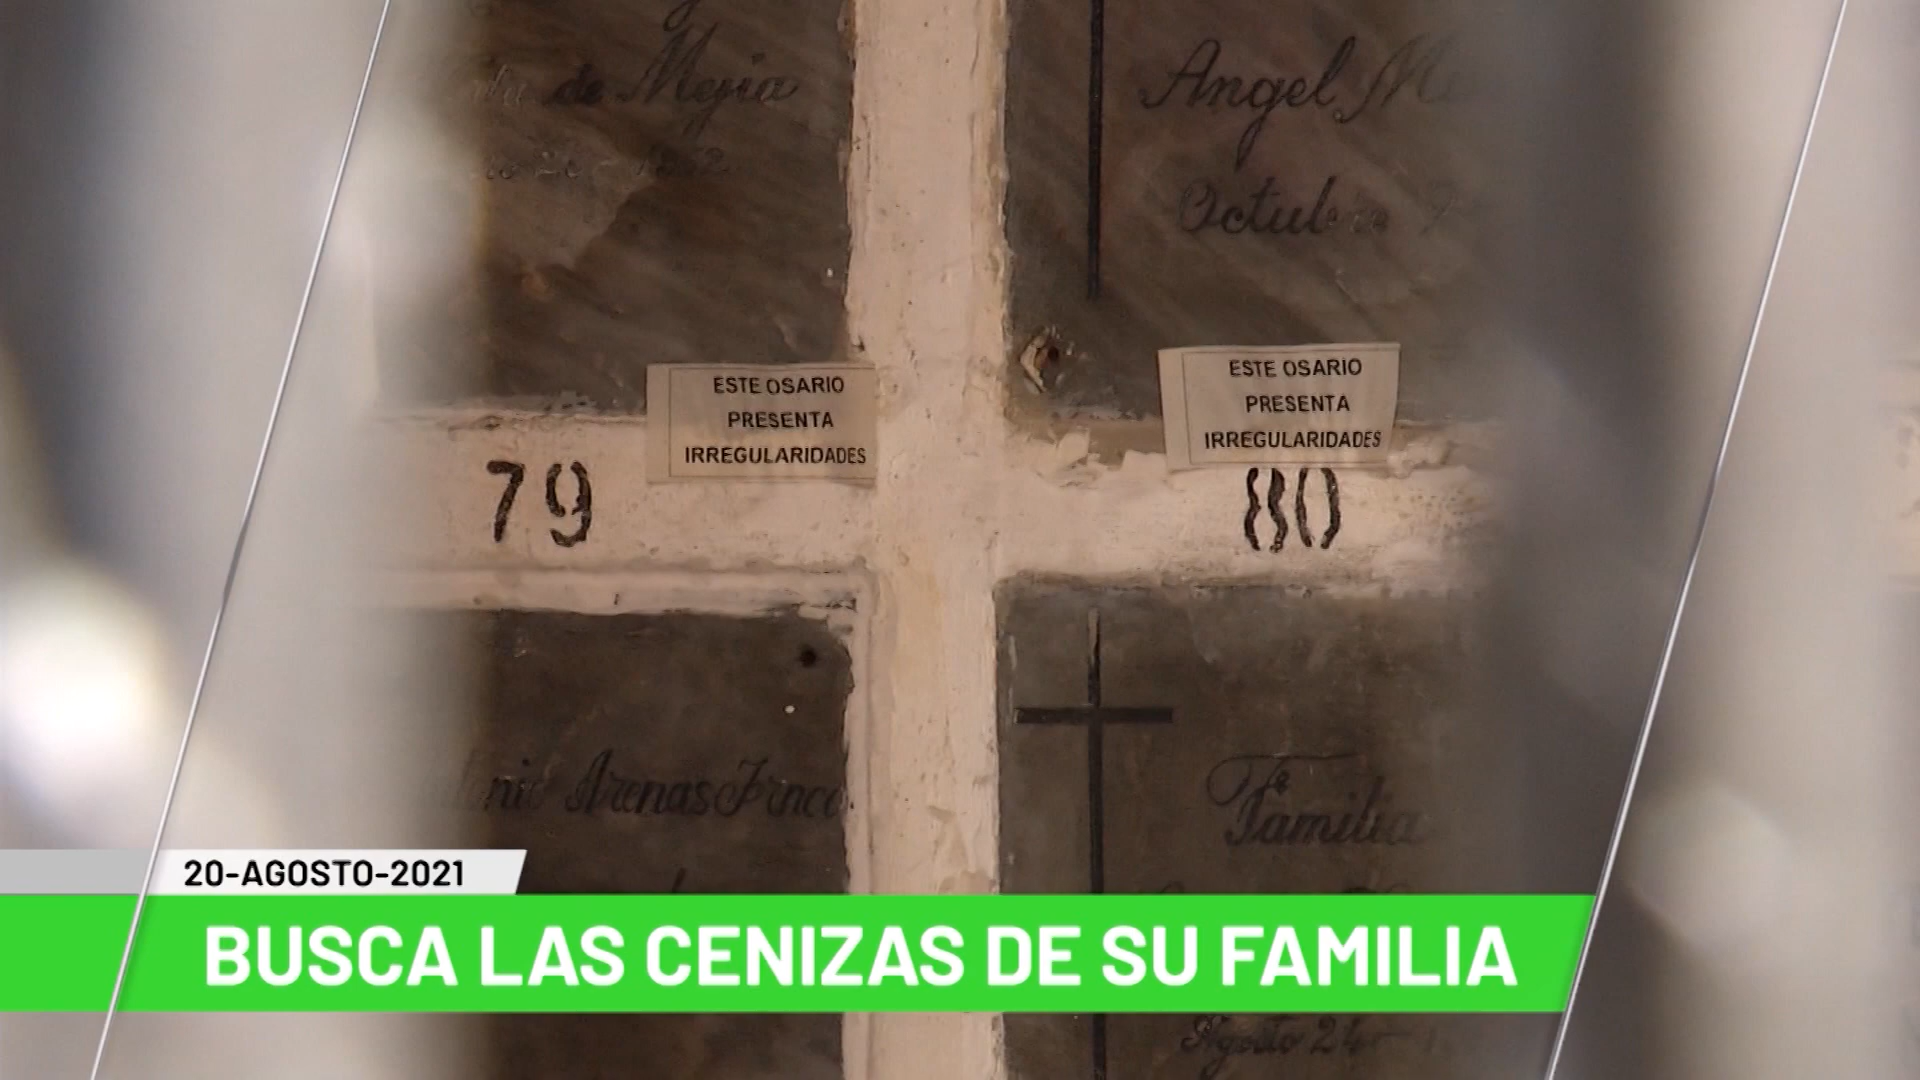 de Mejia
Angel
Octubre
ESTE OSARIO
PRESENTA
IRREGULARIDADES
ESTE OSARIO
PRESENTA
IRREGULARIDADES
79
80
Arenas
Familia
20-AGOSTO-2021
BUSCA LAS CENIZAS DE SU FAMILIA
Agosto 24